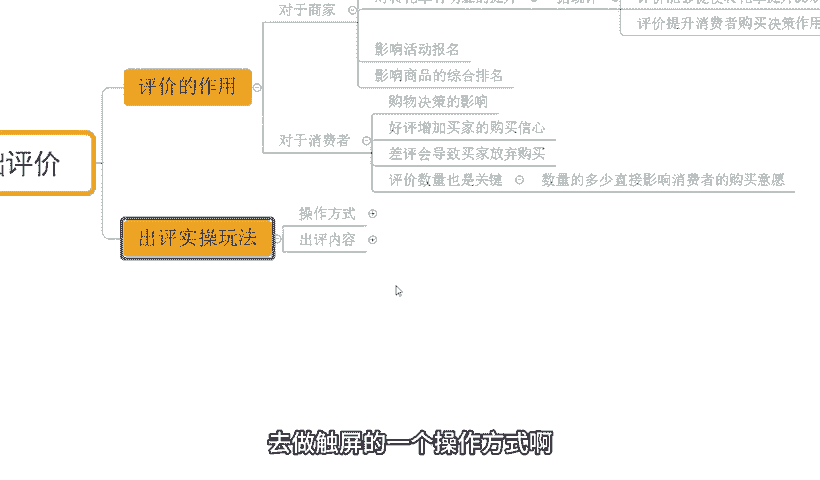 对于商家
评价提升消费者购买决策作用
影响活动报名
影响商品的综合排名
评价的作用
购物决策的影响
好评增加买家的购买信心
对于消费者
差评会导致买家放弃购买
评价数量也是关键
数量的多少直接影响消费者的购买意愿
出评价
出评实操玩法
操作方式
出评内容
去做触屏的一个操作方式啊